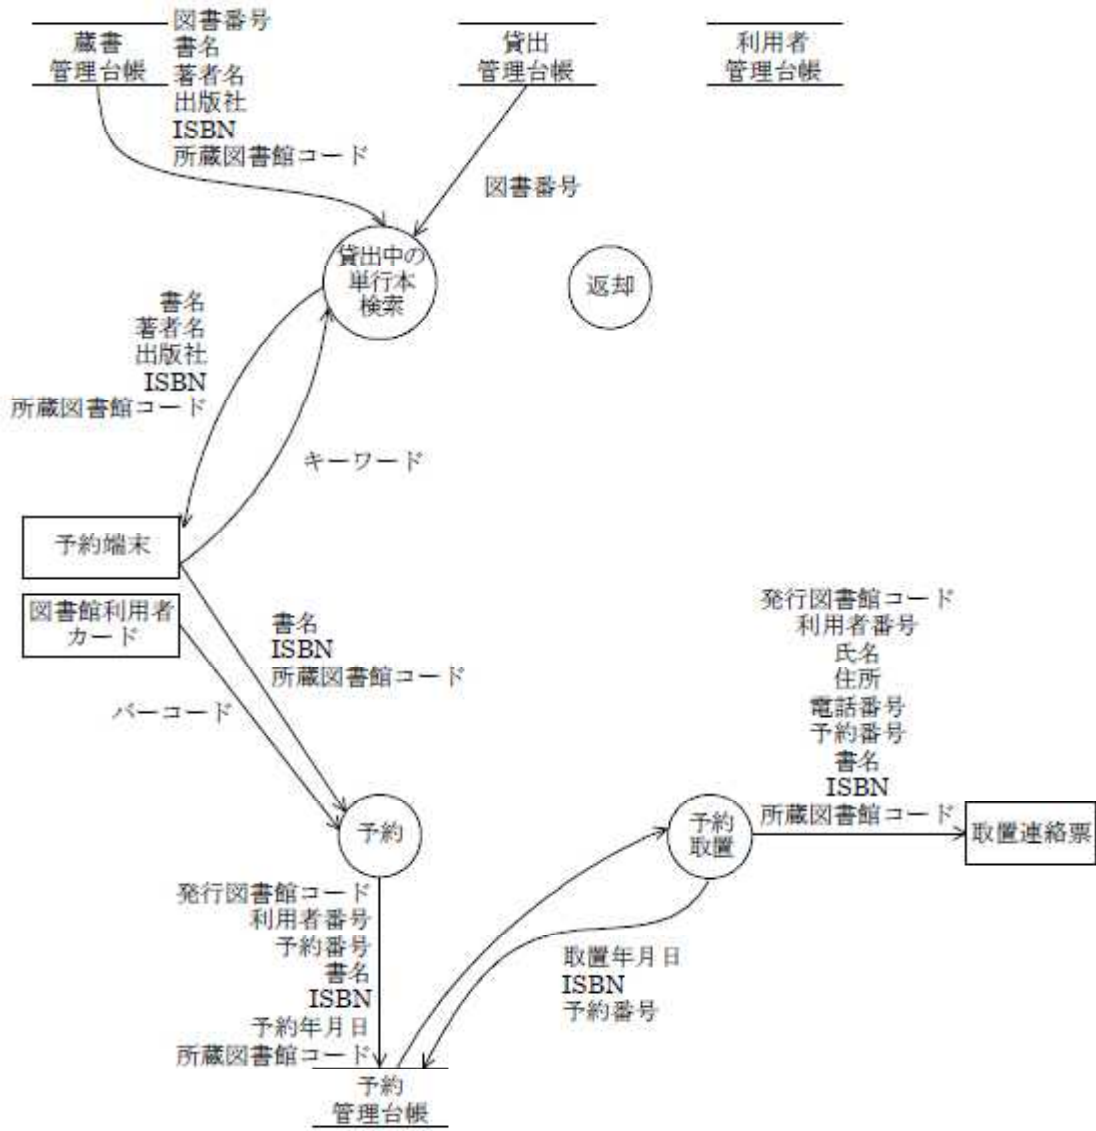 蔵書
管理台帳
図書番号
書名
著者名
出版社
ISBN
所蔵図書館コード
貸出
管理台帳
利用者
管理台帳
図書番号
貸出中の
単行本
検索
返却
書名
著者名
出版社
ISBN
所蔵図書館コード
キーワード
予約端末
図書館利用者
カード
書名
ISBN
所蔵図書館コード
バーコード
発行図書館コード
利用者番号
氏名
住所
電話番号
予約番号
書名
ISBN
所蔵図書館コード
予約
予約
取置
取置連絡票
発行図書館コード
利用者番号
予約番号
書名
ISBN
予約年月日
所蔵図書館コード
取置年月日
ISBN
予約番号
予約
管理台帳